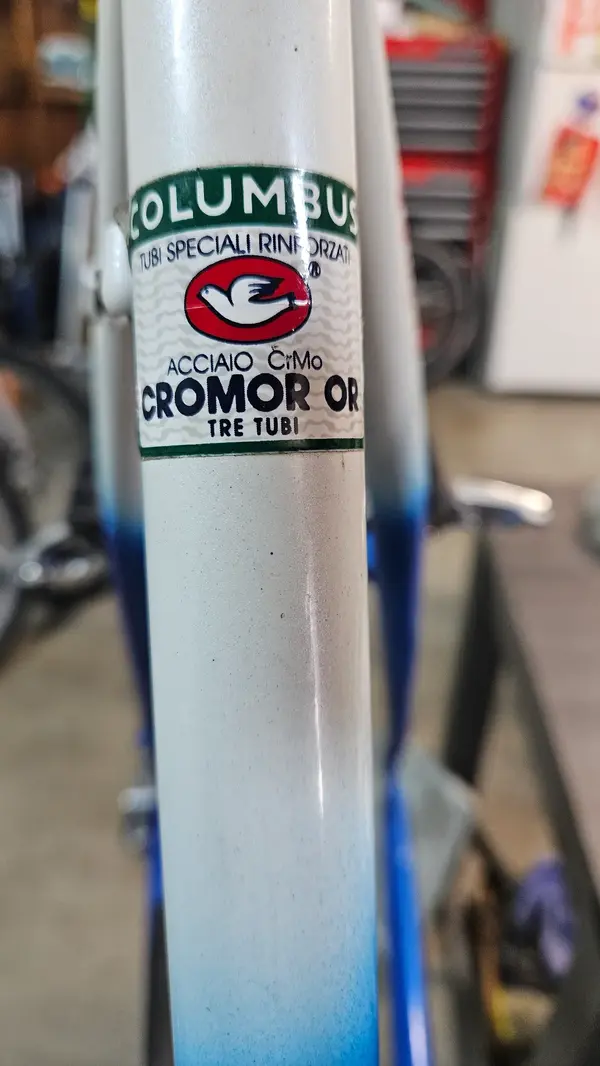 COLUMBUS
TUBI SPECIALI RINFORZATI
®
ACCIAIO CrMo
CROMOR OR
TRE TUBI